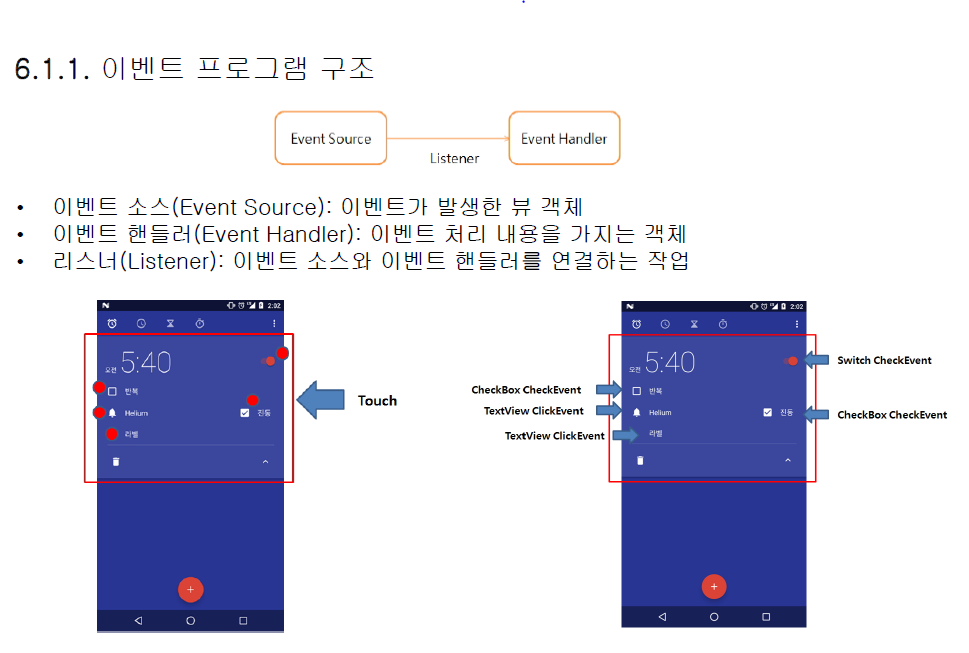 6.1.1. 이벤트 프로그램 구조
Event Source
Event Handler
Listener
• 이벤트 소스(Event Source): 이벤트가 발생한 뷰 객체
• 이벤트 핸들러(Event Handler): 이벤트 처리 내용을 가지는 객체
• 리스너(Listener): 이벤트 소스와 이벤트 핸들러를 연결하는 작업
2:02
오전 5:40
반복
Helium
진동
라벨
Touch
2:02
오전 5:40
Switch CheckEvent
CheckBox CheckEvent
반복
TextView ClickEvent
Helium
진동
CheckBox CheckEvent
TextView ClickEvent
라벨